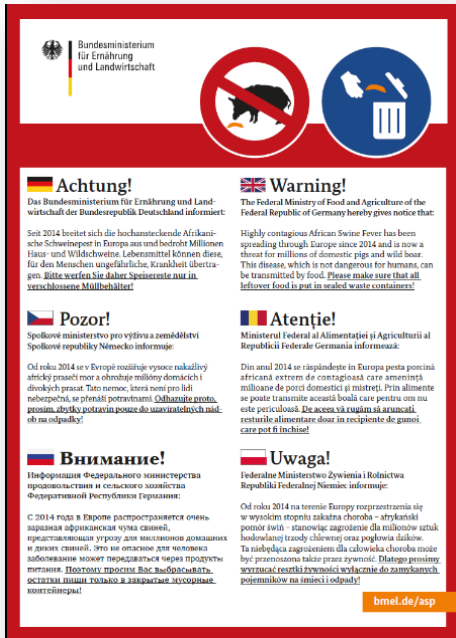 Bundesministerium
für Ernährung
und Landwirtschaft
Achtung!
Das Bundesministerium für Ernährung und Land-
wirtschaft der Bundesrepublik Deutschland informiert:
Seit 2014 breitet sich die hochansteckende Afrikani-
sche Schweinepest in Europa aus und bedroht Millionen
Haus- und Wildschweine. Lebensmittel können diese,
für den Menschen ungefährliche, Krankheit übertra-
gen. Bitte werfen Sie daher Speisereste nur in
verschlossene Müllbehälter!
Warning!
The Federal Ministry of Food and Agriculture of the
Federal Republic of Germany hereby gives notice that:
Highly contagious African Swine Fever has been
spreading through Europe since 2014 and is now a
threat for millions of domestic pigs and wild boar.
This disease, which is not dangerous for humans, can
be transmitted by food. Please make sure that all
leftover food is put in sealed waste containers!
Pozor!
Spolkové ministerstvo pro výživu a zemědělství
Spolkové republiky Německo informuje:
Od roku 2014 se v Evropě rozšiřuje vysoce nakažlivý
africký prasečí mor a ohrožuje milióny domácích i
divokých prasat. Tato nemoc, která není pro lidi
nebezpečná, se přenáší potravinami. Odhazujte proto,
prosím, zbytky potravin pouze do uzaviratelných nád-
ob na odpadky!
Atenție!
Ministerul Federal al Alimentației și Agriculturii al
Republicii Federale Germania informează:
Din anul 2014 se răspândește în Europa pesta porcină
africană extrem de contagioasă care amenință
milioane de porci domestici și mistreți. Prin alimente
se poate transmite această boală care pentru om nu
este periculoasă. De aceea vă rugăm să aruncați
resturile alimentare doar în recipiente de gunoi
care pot fi închise!
Внимание!
Информация Федерального министерства
продовольствия и сельского хозяйства
Федеративной Республики Германия:
С 2014 года в Европе распространяется очень
заразная африканская чума свиней,
представляющая угрозу для миллионов домашних
и диких свиней. Это не опасное для человека
заболевание может передаваться через продукты
питания. Поэтому просим Вас выбрасывать
остатки пищи только в закрытые мусорные
контейнеры!
Uwaga!
Federalne Ministerstwo Żywienia i Rolnictwa
Republiki Federalnej Niemiec informuje:
Od roku 2014 na terenie Europy rozprzestrzenia się
w wysokim stopniu zakaźna choroba – afrykański
pomór świń – stanowiąc zagrożenie dla milionów sztuk
hodowlanej trzody chlewnej oraz pogłowia dzików.
Ta niebędąca zagrożeniem dla człowieka choroba może
być przenoszona także przez żywność. Dlatego prosimy
wyrzucać resztki żywności wyłącznie do zamykanych
pojemników na śmieci i odpady!
bmel.de/asp